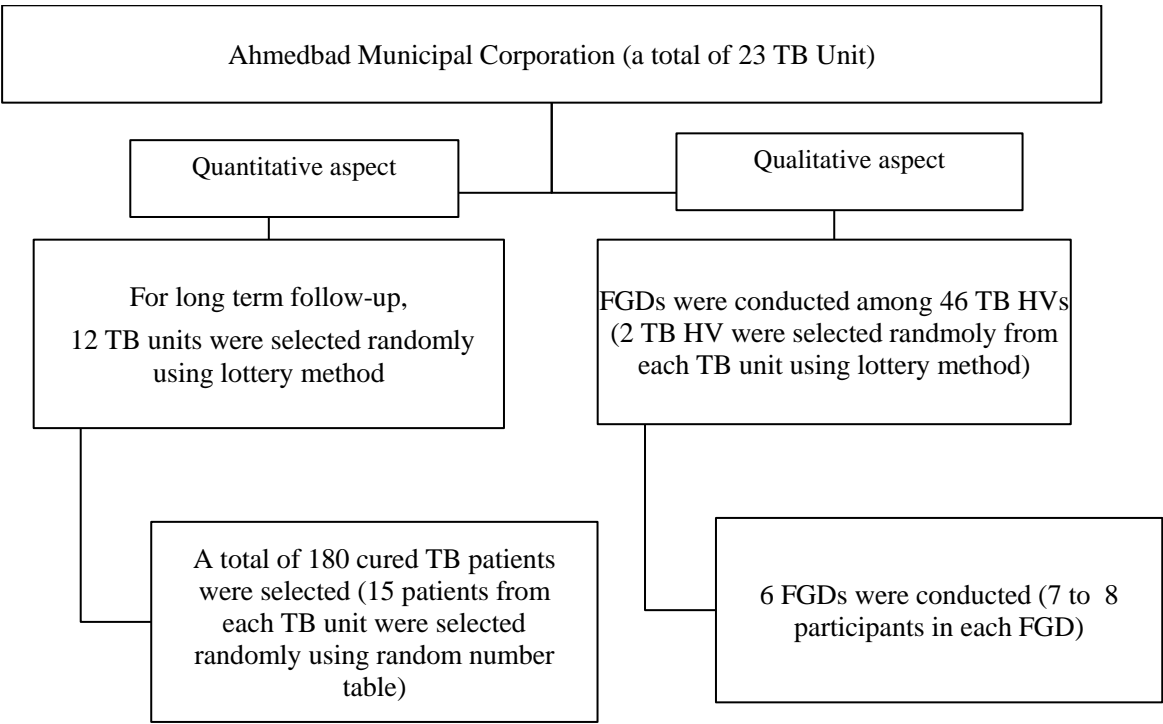 Ahmedbad Municipal Corporation (a total of 23 TB Unit)
Quantitative aspect
Qualitative aspect
For long term follow-up,
12 TB units were selected randomly
using lottery method
FGDs were conducted among 46 TB HVs
(2 TB HV were selected randmoly from
each TB unit using lottery method)
A total of 180 cured TB patients
were selected (15 patients from
each TB unit were selected
randomly using random number
table)
6 FGDs were conducted (7 to 8
participants in each FGD)